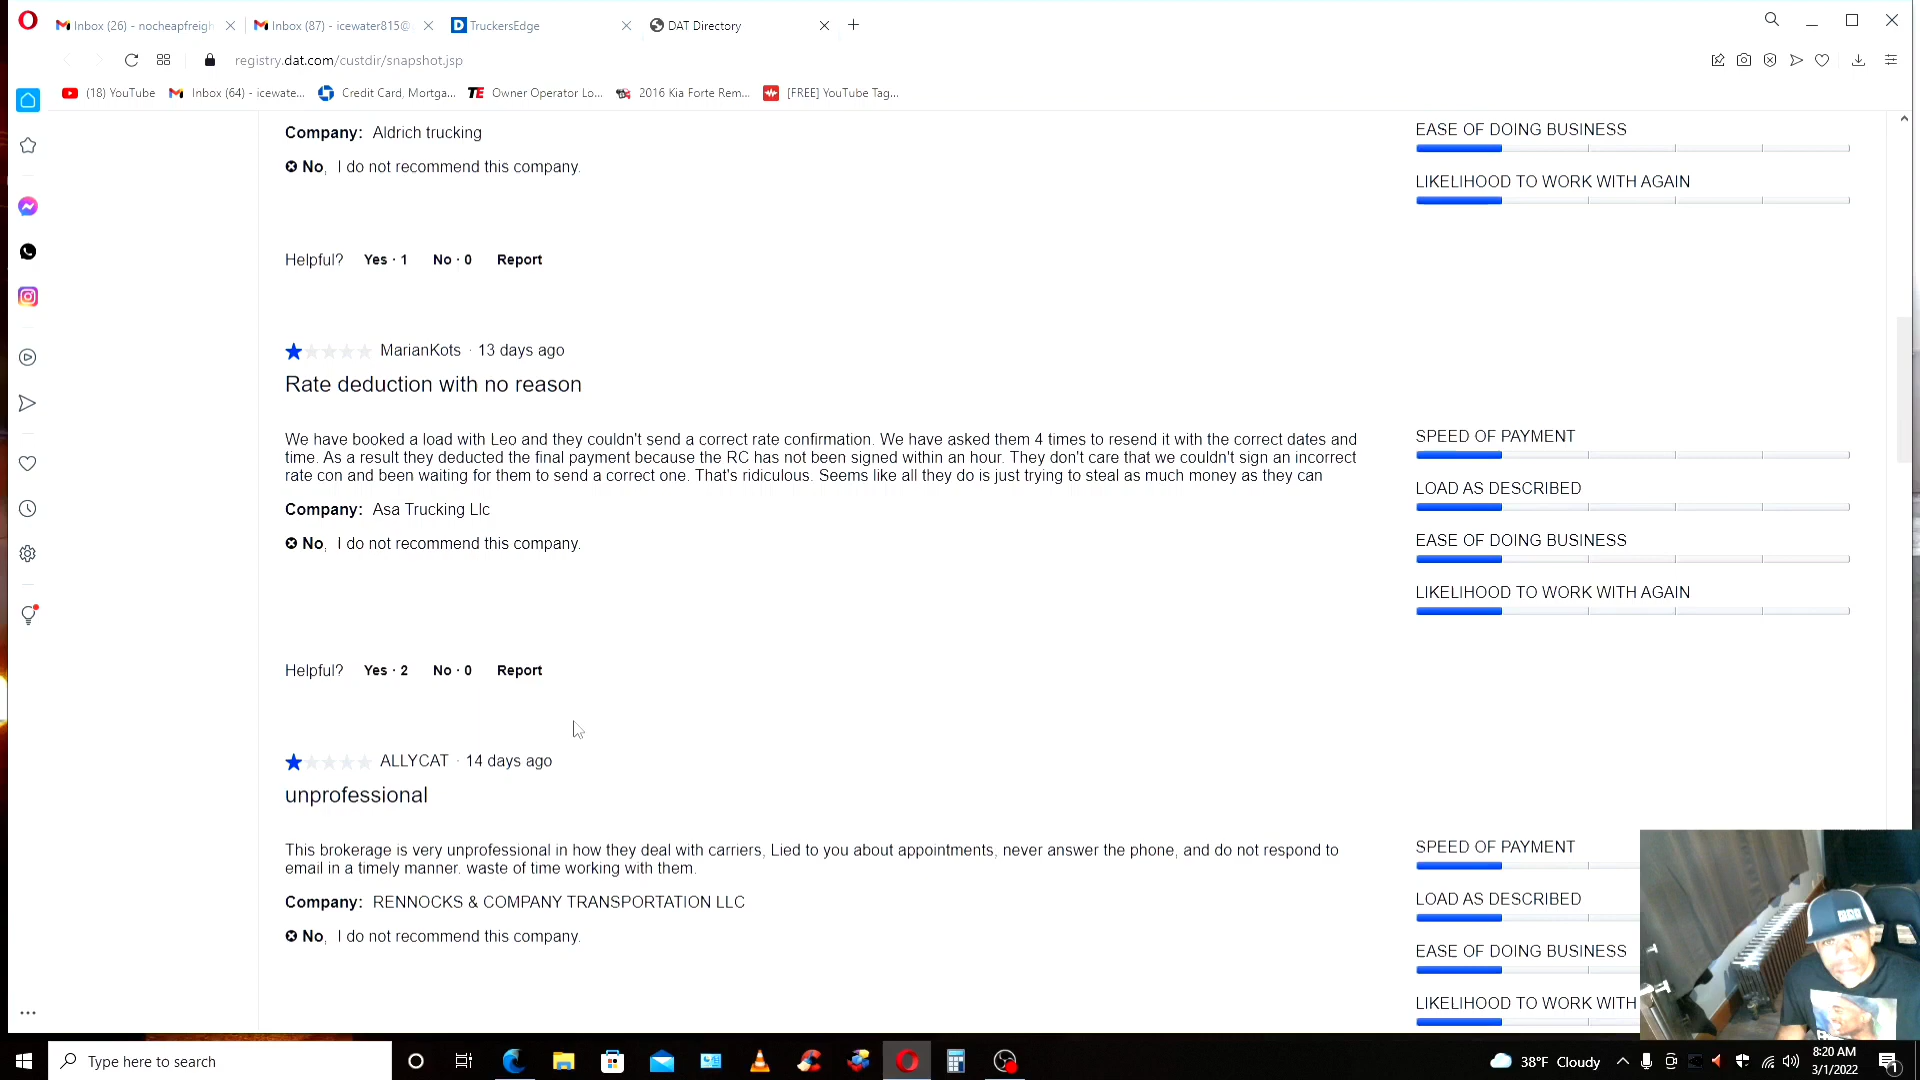 Inbox (26) - nocheapfreigh
Inbox (87) - icewater815@
TruckersEdge
DAT Directory
registry.dat.com/custdir/snapshot.jsp
(18) YouTube
Inbox (64) - icewate...
Credit Card, Mortga...
Owner Operator Lo...
2016 Kia Forte Rem...
[FREE] YouTube Tag...
Company: Aldrich trucking
No, I do not recommend this company.
EASE OF DOING BUSINESS
LIKELIHOOD TO WORK WITH AGAIN
Helpful? Yes · 1 No · 0 Report
MarianKots · 13 days ago
Rate deduction with no reason
We have booked a load with Leo and they couldn't send a correct rate confirmation. We have asked them 4 times to resend it with the correct dates and
time. As a result they deducted the final payment because the RC has not been signed within an hour. They don't care that we couldn't sign an incorrect
rate con and been waiting for them to send a correct one. That's ridiculous. Seems like all they do is just trying to steal as much money as they can
Company: Asa Trucking Llc
No, I do not recommend this company.
SPEED OF PAYMENT
LOAD AS DESCRIBED
EASE OF DOING BUSINESS
LIKELIHOOD TO WORK WITH AGAIN
Helpful? Yes · 2 No · 0 Report
ALLYCAT · 14 days ago
unprofessional
This brokerage is very unprofessional in how they deal with carriers, Lied to you about appointments, never answer the phone, and do not respond to
email in a timely manner. waste of time working with them.
Company: RENNOCKS & COMPANY TRANSPORTATION LLC
No, I do not recommend this company.
SPEED OF PAYMENT
LOAD AS DESCRIBED
EASE OF DOING BUSINESS
LIKELIHOOD TO WORK WITH
Type here to search
38°F Cloudy
8:20 AM
3/1/2022